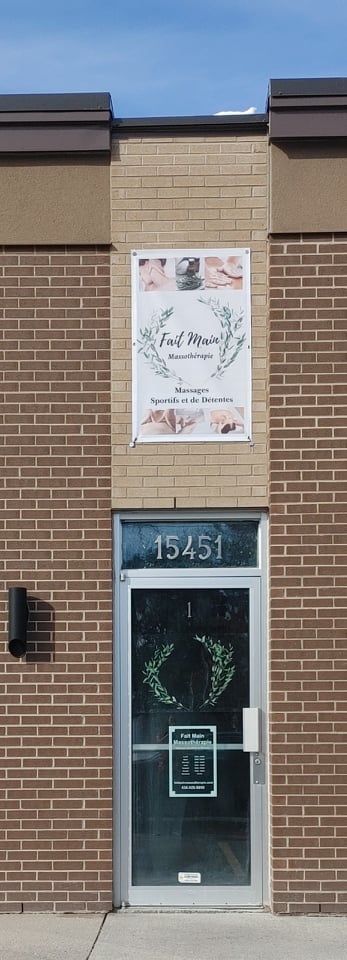 Fait Main
Massothérapie
Massages
Sportifs et de Détentes
15451
1
Fait Main
Massothérapie